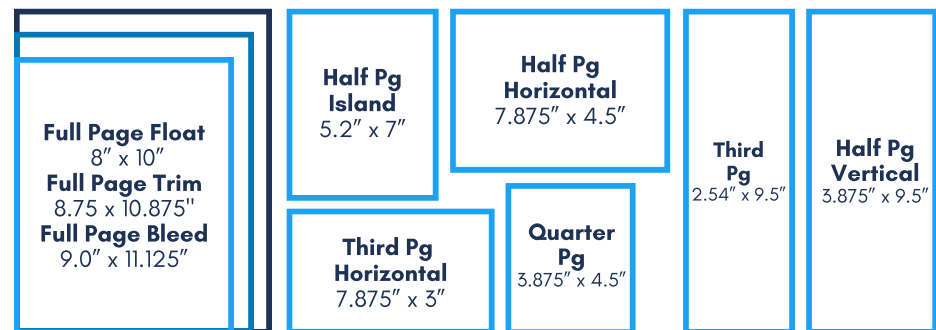 Full Page Float
8” x 10”
Full Page Trim
8.75 x 10.875"
Full Page Bleed
9.0” x 11.125”
Half Pg
Island
5.2” x 7”
Half Pg
Horizontal
7.875” x 4.5”
Third Pg
Horizontal
7.875” x 3”
Quarter
Pg
3.875” x 4.5”
Third
Pg
2.54” x 9.5”
Half Pg
Vertical
3.875” x 9.5”